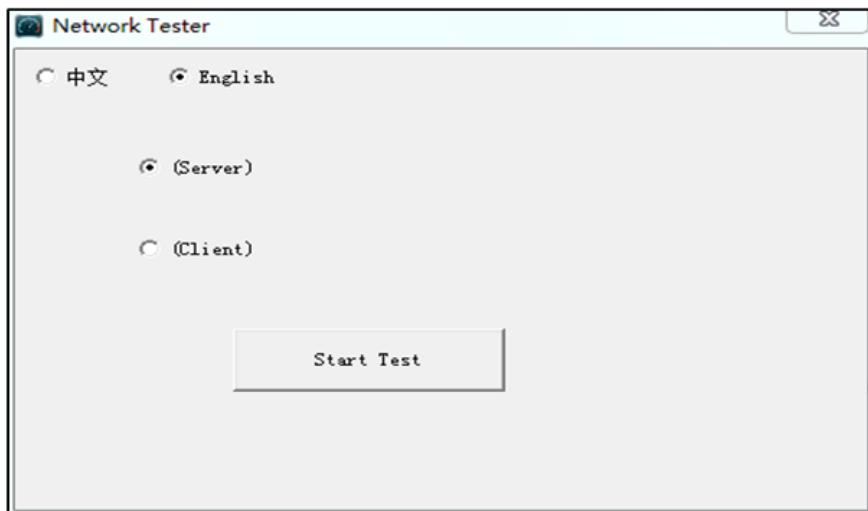 Network Tester
中文 English
(Server)
(Client)
Start Test